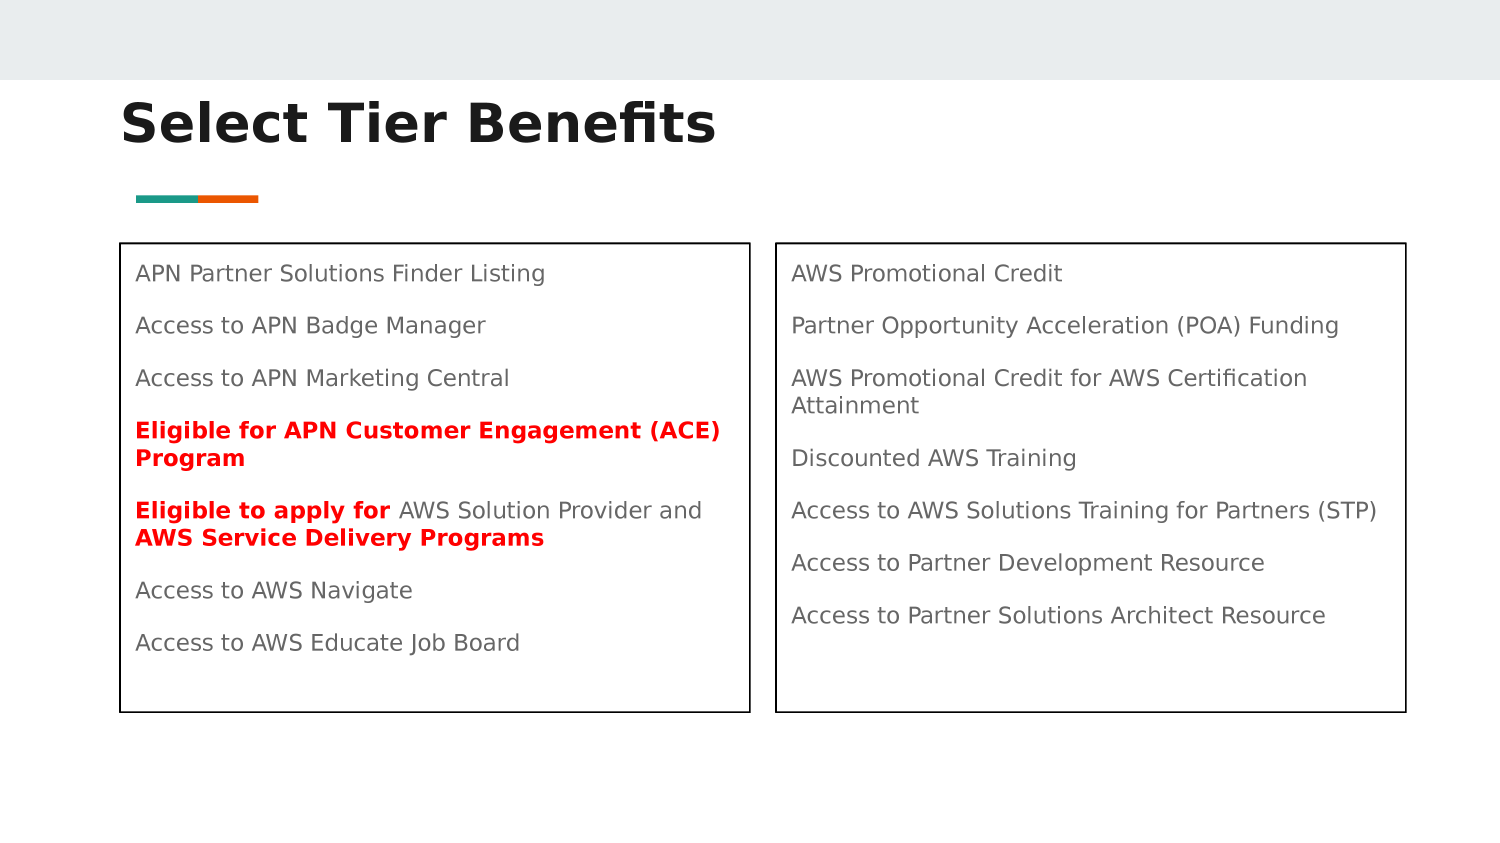 Select Tier Benefits
APN Partner Solutions Finder Listing
Access to APN Badge Manager
Access to APN Marketing Central
Eligible for APN Customer Engagement (ACE)
Program
Eligible to apply for AWS Solution Provider and
AWS Service Delivery Programs
Access to AWS Navigate
Access to AWS Educate Job Board
AWS Promotional Credit
Partner Opportunity Acceleration (POA) Funding
AWS Promotional Credit for AWS Certification
Attainment
Discounted AWS Training
Access to AWS Solutions Training for Partners (STP)
Access to Partner Development Resource
Access to Partner Solutions Architect Resource